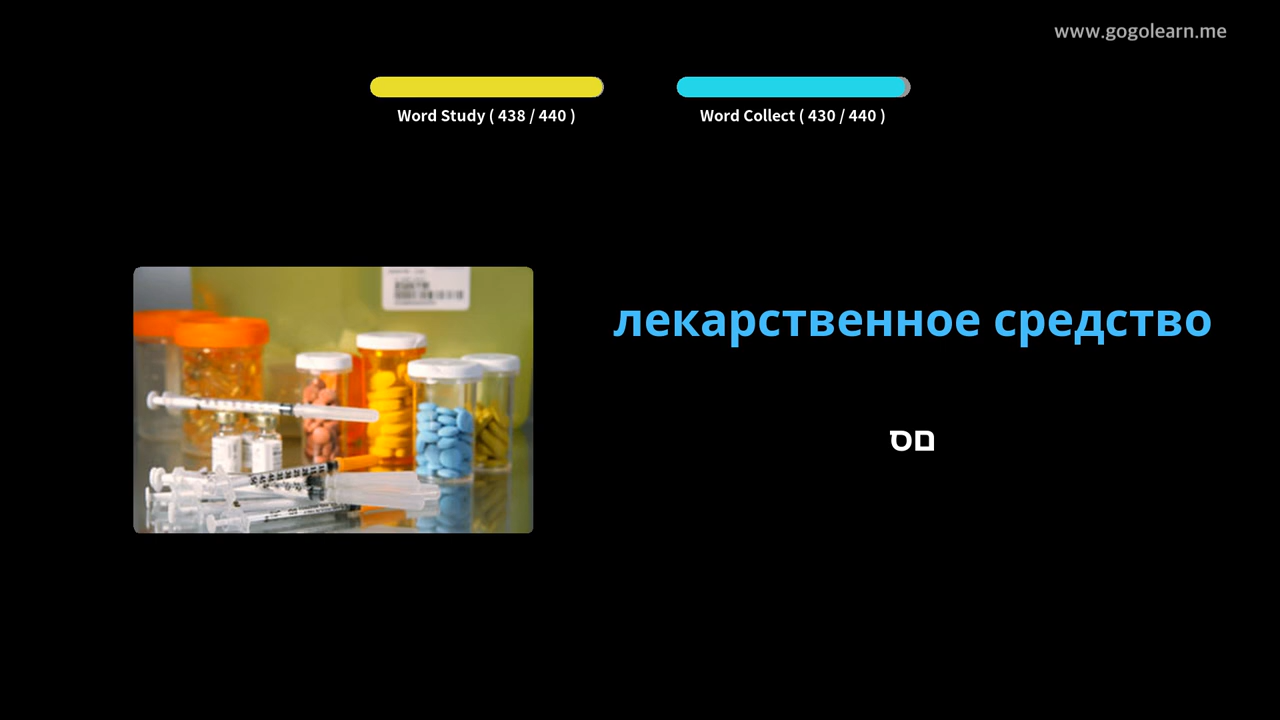 www.gogolearn.me
Word Study ( 438 / 440 )
Word Collect ( 430 / 440 )
лекарственное средство
סם